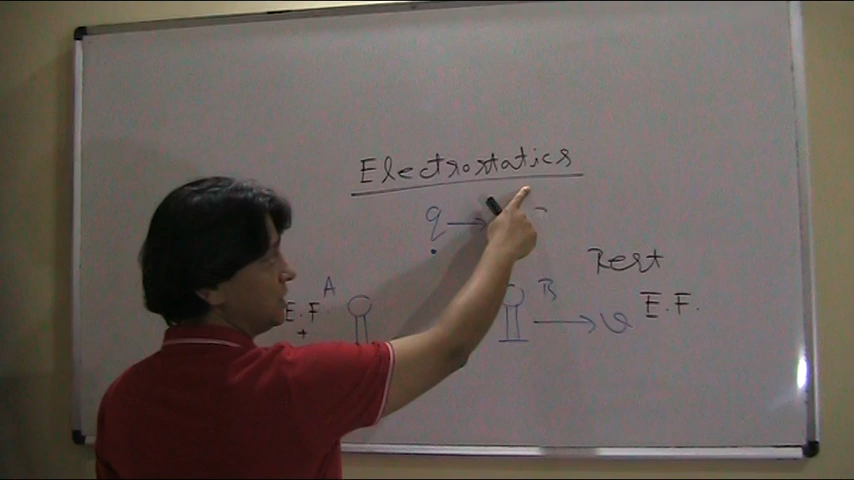 Electrostatics
q →
Rest
A
B
E.F
E.F.
+
→ v